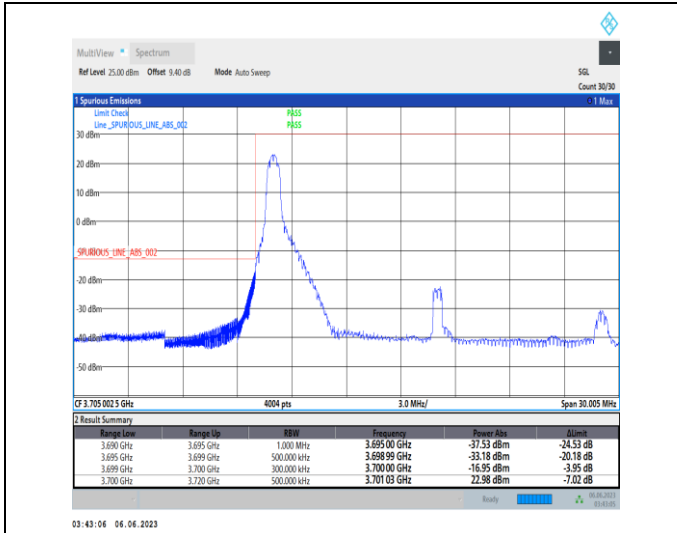 MultiView Spectrum
Ref Level 25.00 dBm Offset 9.40 dB Mode Auto Sweep SGL
Count 30/30
1 Spurious Emissions 1 Max
Limit Check PASS
Line _SPURIOUS_LINE_ABS_002 PASS
30 dBm
20 dBm
10 dBm
0 dBm
_SPURIOUS_LINE_ABS_002
-20 dBm
-30 dBm
-40 dBm
-50 dBm
CF 3.705 002 5 GHz 4004 pts 3.0 MHz/ Span 30.005 MHz
2 Result Summary
Range Low Range Up RBW Frequency Power Abs ΔLimit
3.690 GHz 3.695 GHz 1.000 MHz 3.695 00 GHz -37.53 dBm -24.53 dB
3.695 GHz 3.699 GHz 500.000 kHz 3.698 99 GHz -33.18 dBm -20.18 dB
3.699 GHz 3.700 GHz 300.000 kHz 3.700 00 GHz -16.95 dBm -3.95 dB
3.700 GHz 3.720 GHz 500.000 kHz 3.701 03 GHz 22.98 dBm -7.02 dB
Ready 06.06.2023
03:43:05
03:43:06 06.06.2023